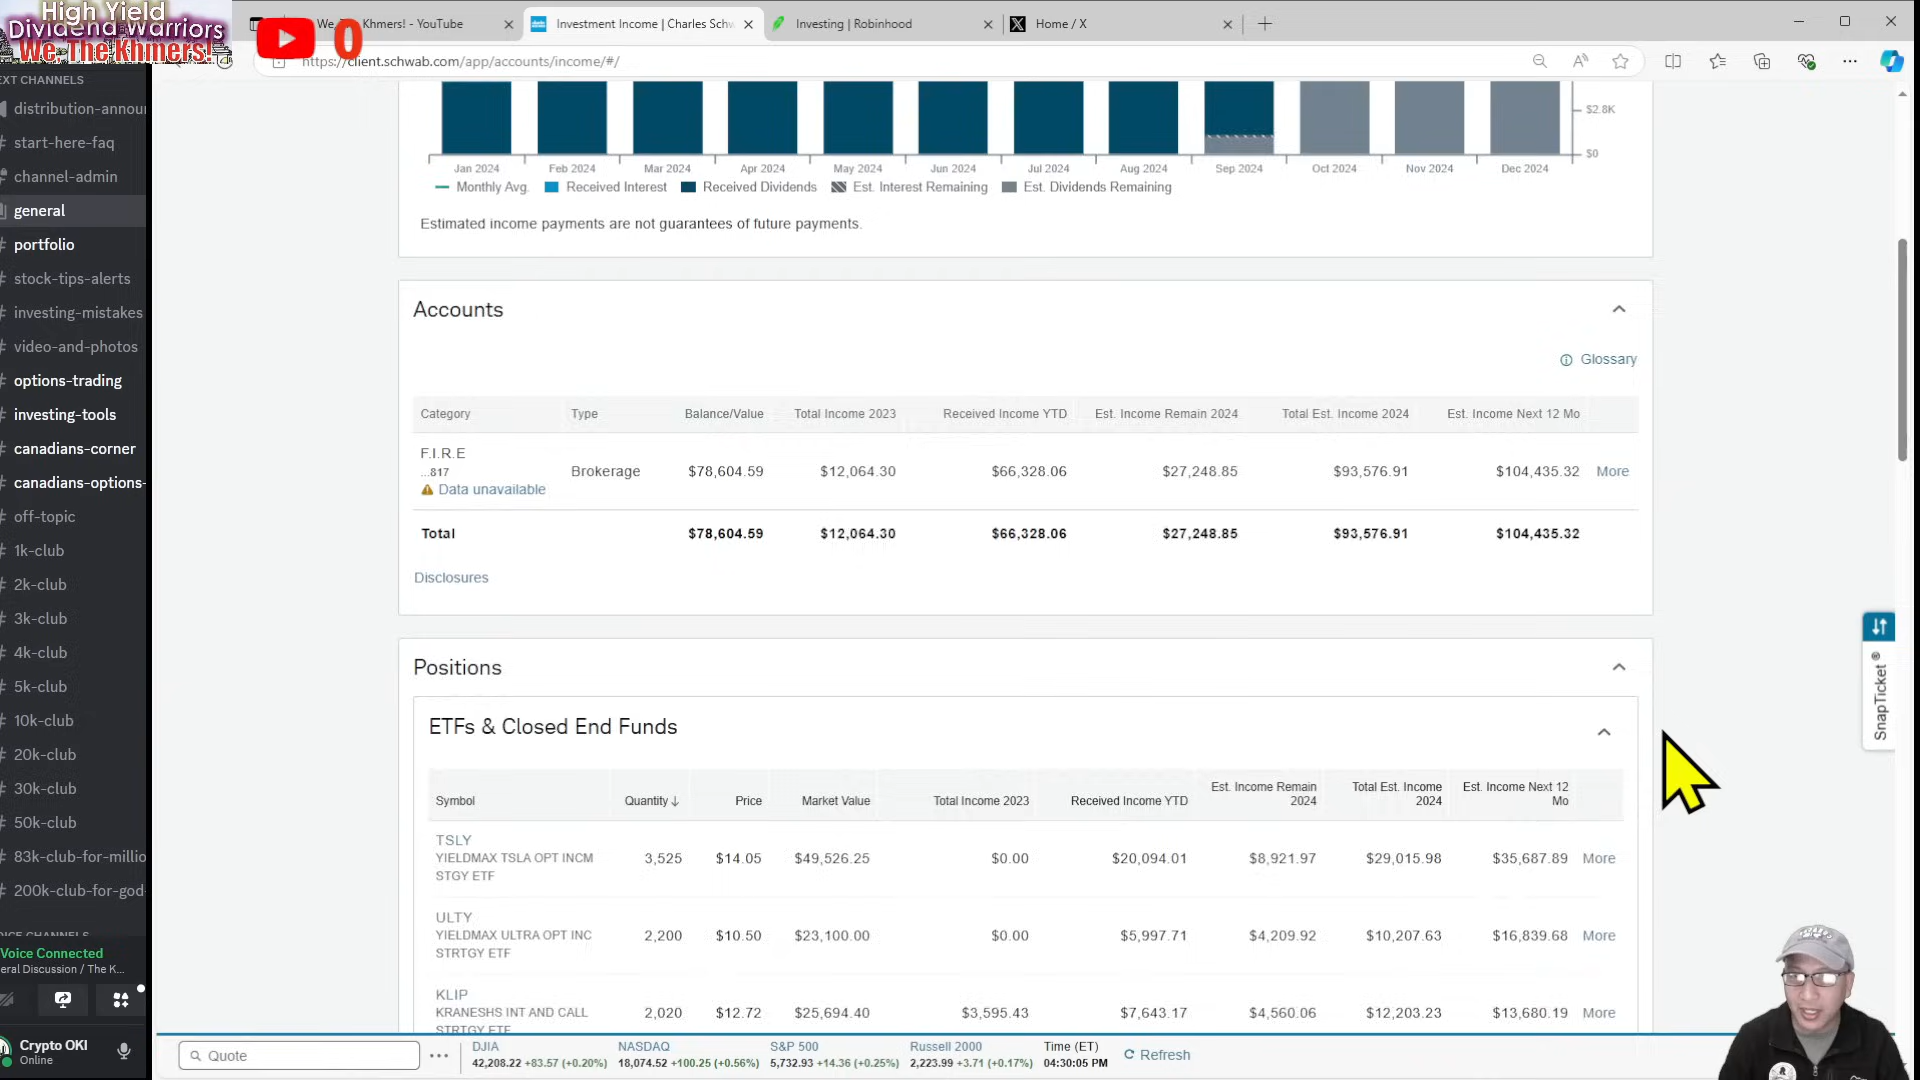 High Yield
Dividend Warriors
We The Khmers!
0
We, The Khmers! - YouTube
Investment Income | Charles Schw
Investing | Robinhood
Home / X
https://client.schwab.com/app/accounts/income/#/
EXT CHANNELS
distribution-annour
start-here-faq
channel-admin
general
portfolio
stock-tips-alerts
investing-mistakes
video-and-photos
options-trading
investing-tools
canadians-corner
canadians-options-
off-topic
1k-club
2k-club
3k-club
4k-club
5k-club
10k-club
20k-club
30k-club
50k-club
83k-club-for-millio
200k-club-for-god-
OICE CHANNELS
Voice Connected
eral Discussion / The K...
Crypto OKI
Online
$2.8K
$0
Jan 2024 Feb 2024 Mar 2024 Apr 2024 May 2024 Jun 2024 Jul 2024 Aug 2024 Sep 2024 Oct 2024 Nov 2024 Dec 2024
Monthly Avg. Received Interest Received Dividends Est. Interest Remaining Est. Dividends Remaining
Estimated income payments are not guarantees of future payments.
Accounts
Glossary
Category Type Balance/Value Total Income 2023 Received Income YTD Est. Income Remain 2024 Total Est. Income 2024 Est. Income Next 12 Mo
F.I.R.E
...817
Data unavailable
Brokerage $78,604.59 $12,064.30 $66,328.06 $27,248.85 $93,576.91 $104,435.32 More
Total $78,604.59 $12,064.30 $66,328.06 $27,248.85 $93,576.91 $104,435.32
Disclosures
Positions
ETFs & Closed End Funds
Symbol Quantity Price Market Value Total Income 2023 Received Income YTD Est. Income Remain 2024 Total Est. Income 2024 Est. Income Next 12 Mo
TSLY
YIELDMAX TSLA OPT INCM
STGY ETF
3,525 $14.05 $49,526.25 $0.00 $20,094.01 $8,921.97 $29,015.98 $35,687.89 More
ULTY
YIELDMAX ULTRA OPT INC
STRTGY ETF
2,200 $10.50 $23,100.00 $0.00 $5,997.71 $4,209.92 $10,207.63 $16,839.68 More
KLIP
KRANESHS INT AND CALL
STRTGY ETF
2,020 $12.72 $25,694.40 $3,595.43 $7,643.17 $4,560.06 $12,203.23 $13,680.19 More
SnapTicket®
Quote
DJIA
42,208.22 +83.57 (+0.20%)
NASDAQ
18,074.52 +100.25 (+0.56%)
S&P 500
5,732.93 +14.36 (+0.25%)
Russell 2000
2,223.99 +3.71 (+0.17%)
Time (ET)
04:30:05 PM
Refresh